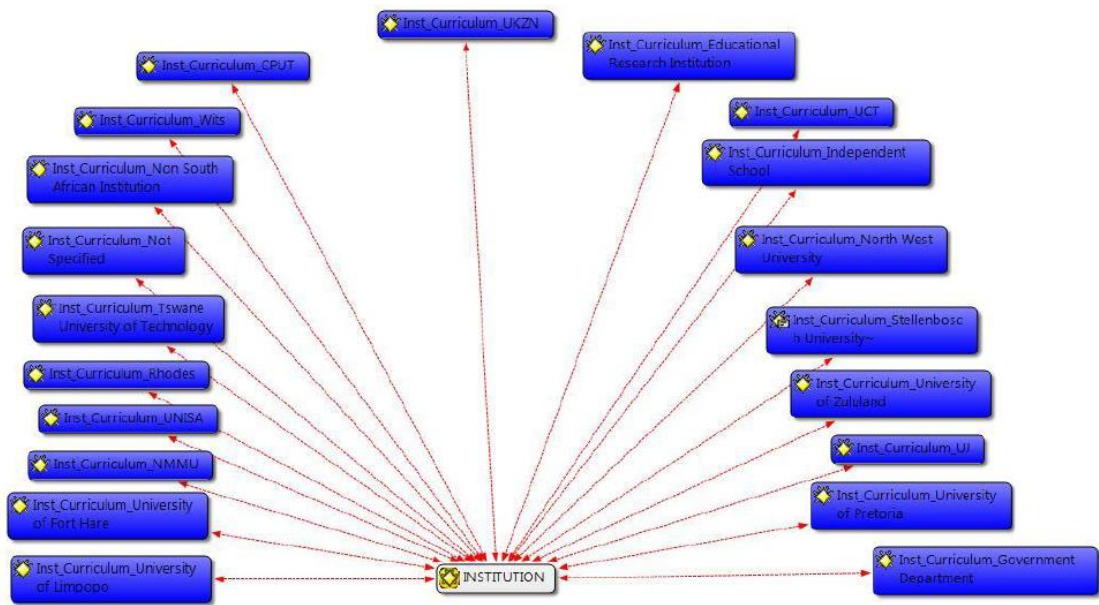 Inst_Curriculum_UKZN
Inst_Curriculum_Educational
Research Institution
Inst_Curriculum_CPUT
Inst_Curriculum_UCT
Inst_Curriculum_Wits
Inst_Curriculum_Independent
School
Inst_Curriculum_Non South
African Institution
Inst_Curriculum_Not
Specified
Inst_Curriculum_North West
University
Inst_Curriculum_Tswane
University of Technology
Inst_Curriculum_Stellenbosc
h University~
Inst_Curriculum_Rhodes
Inst_Curriculum_University
of Zululand
Inst_Curriculum_UNISA
Inst_Curriculum_UJ
Inst_Curriculum_NMMU
Inst_Curriculum_University
of Fort Hare
Inst_Curriculum_University
of Pretoria
Inst_Curriculum_University
of Limpopo
INSTITUTION
Inst_Curriculum_Government
Department